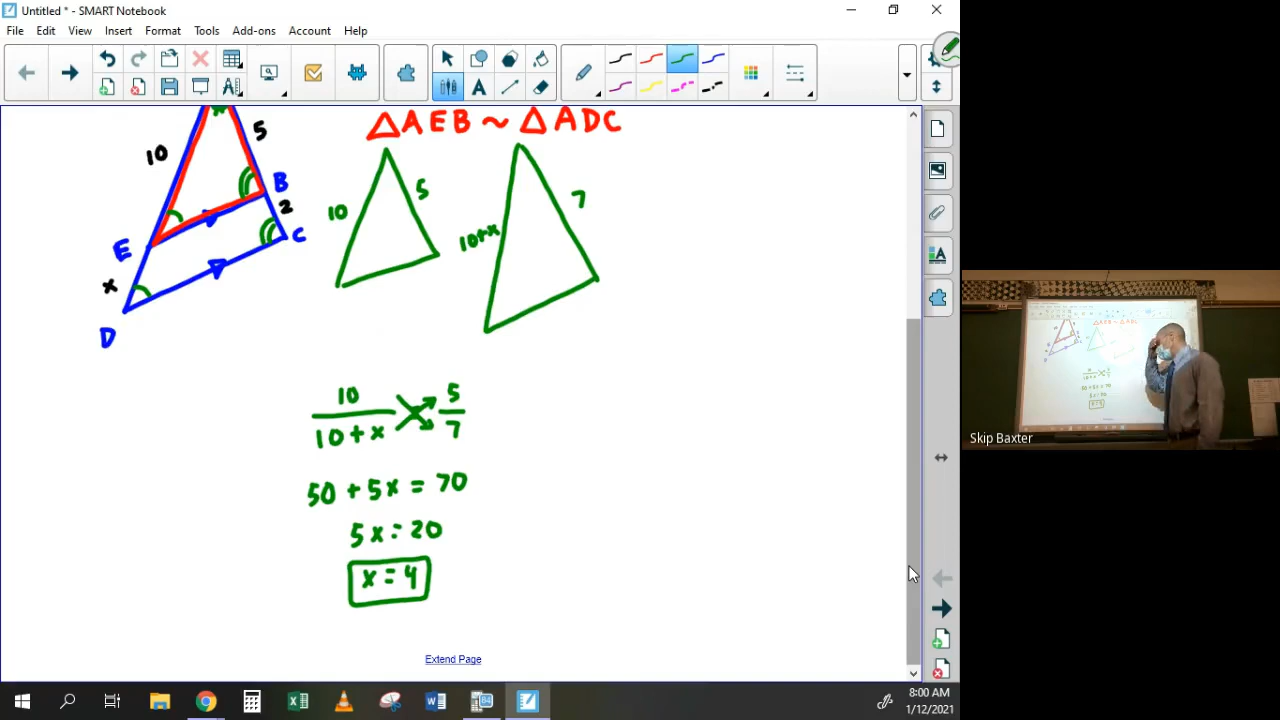 Untitled * - SMART Notebook
File Edit View Insert Format Tools Add-ons Account Help
△AEB ~ △ADC
10 5
B
2
C
E
x
D
10 5
10+x 7
10 5
10+x 7
50 + 5x = 70
5x = 20
x = 4
Extend Page
Skip Baxter
8:00 AM
1/12/2021